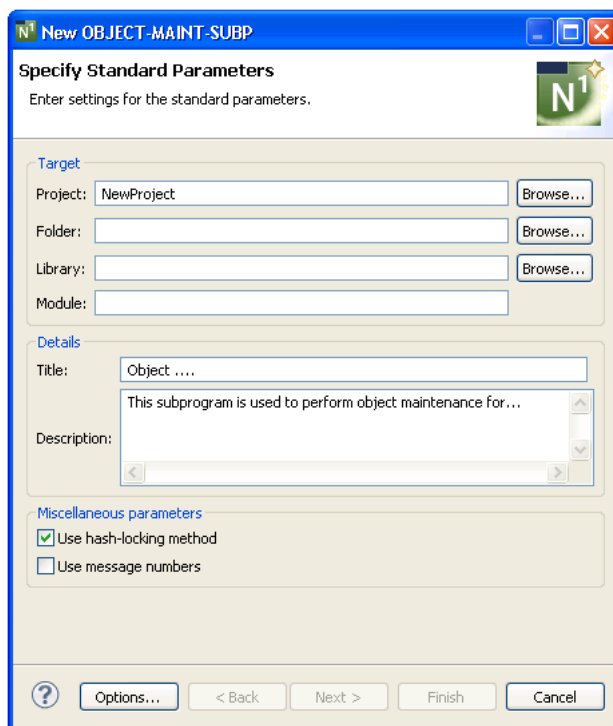 N1 New OBJECT-MAINT-SUBP
Specify Standard Parameters
Enter settings for the standard parameters.
N1
Target
Project: NewProject Browse...
Folder: Browse...
Library: Browse...
Module:
Details
Title: Object ....
This subprogram is used to perform object maintenance for...
Description:
Miscellaneous parameters
Use hash-locking method
Use message numbers
? Options... < Back Next > Finish Cancel